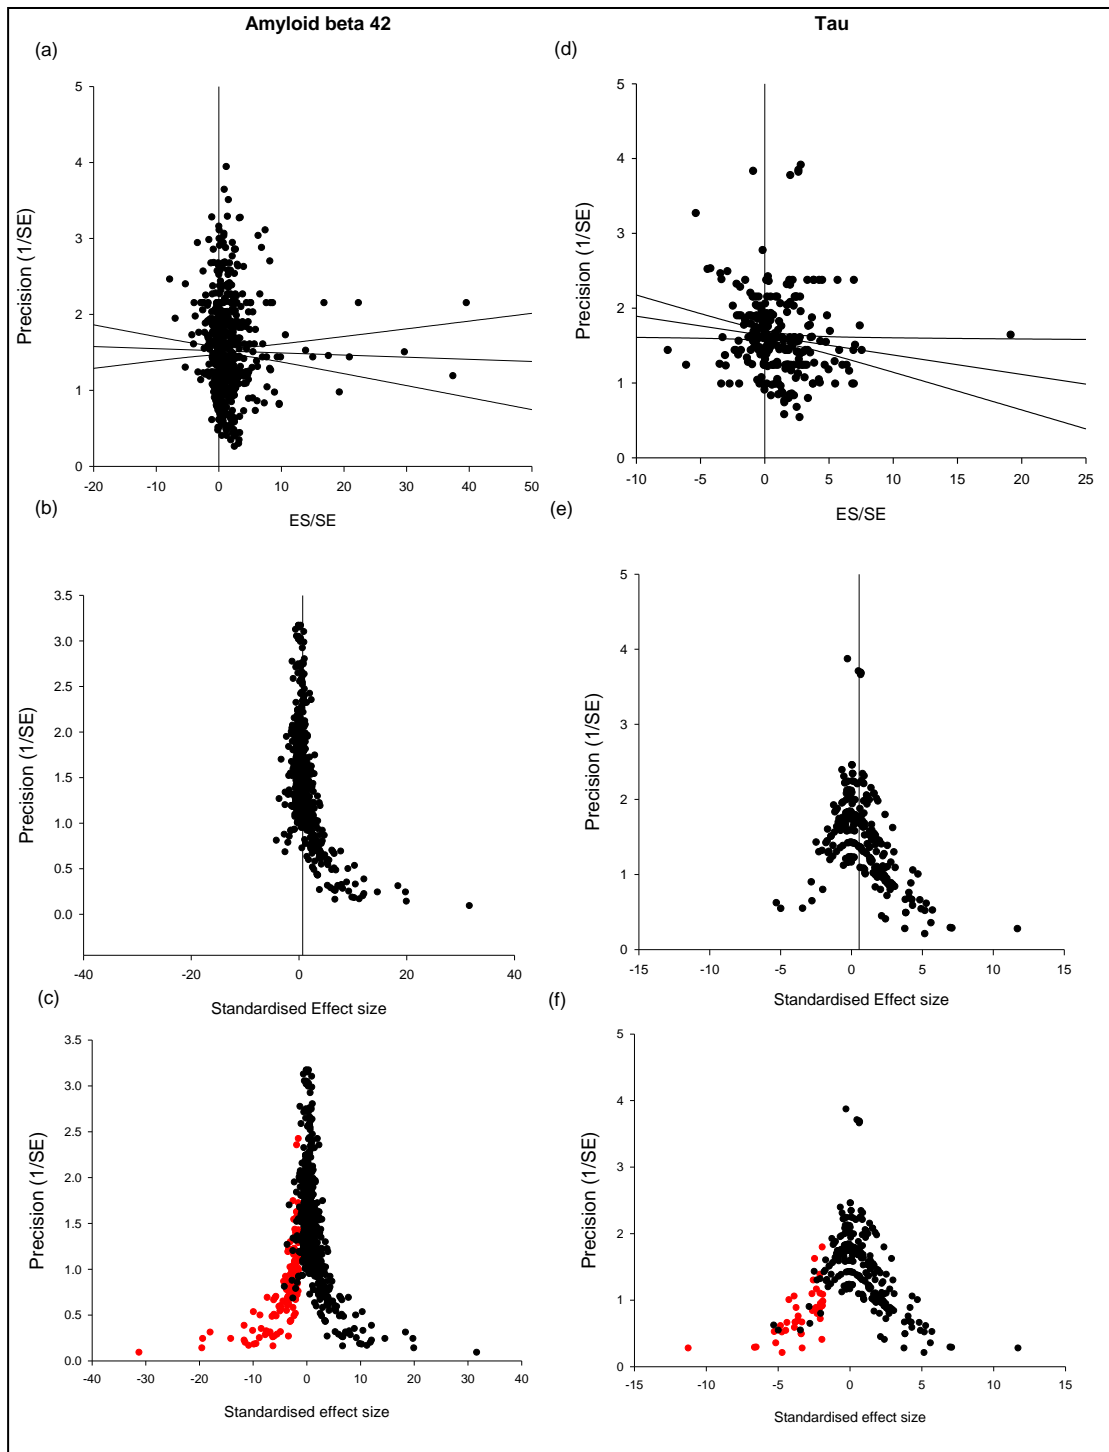 Amyloid beta 42
Tau
(a)
5
4
3
2
1
0
-20 -10 0 10 20 30 40 50
Precision (1/SE)
ES/SE
(d)
5
4
3
2
1
0
-10 -5 0 5 10 15 20 25
Precision (1/SE)
ES/SE
(b)
3.5
3.0
2.5
2.0
1.5
1.0
0.5
0.0
-40 -20 0 20 40
Precision (1/SE)
Standardised Effect size
(e)
5
4
3
2
1
0
-15 -10 -5 0 5 10 15
Precision (1/SE)
Standardised Effect size
(c)
3.5
3.0
2.5
2.0
1.5
1.0
0.5
0.0
-40 -30 -20 -10 0 10 20 30 40
Precision (1/SE)
Standardised effect size
(f)
5
4
3
2
1
0
-15 -10 -5 0 5 10 15
Precision (1/SE)
Standardised effect size